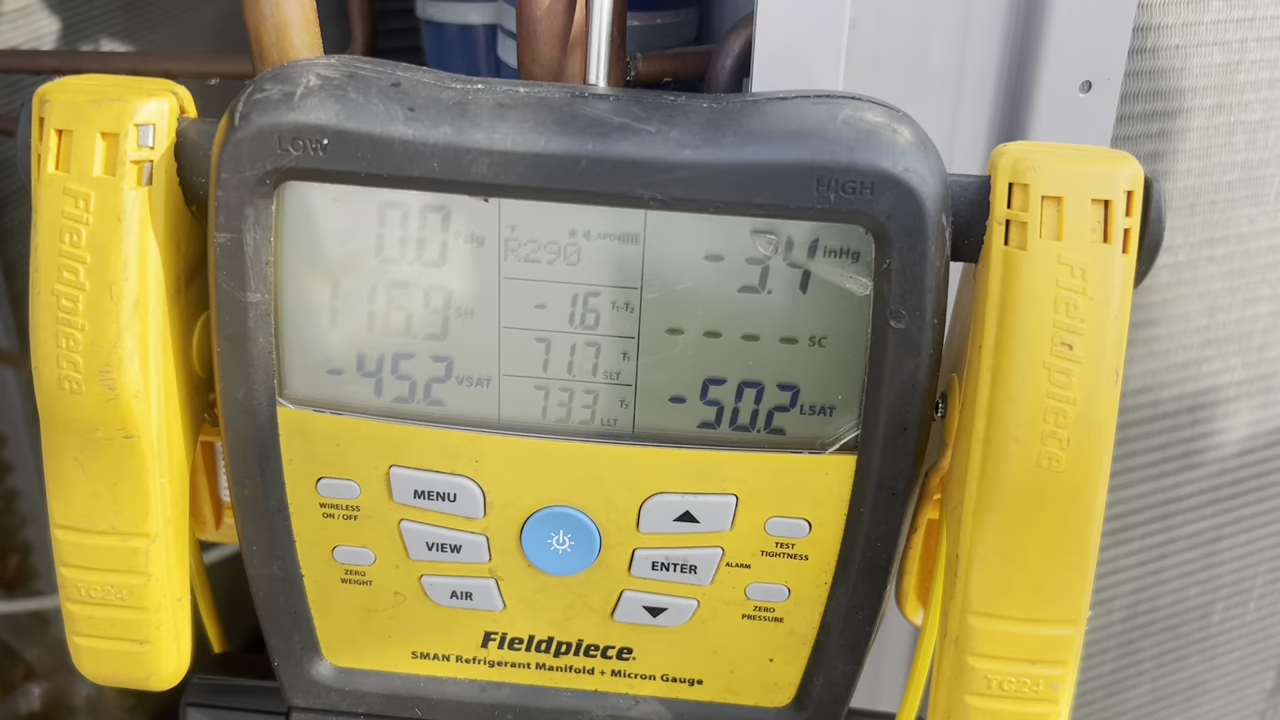 LOW
HIGH
Fieldpiece
0.0 psig
°F
R290
-3.4 inHg
116.9 SH
-1.6 T1-T2
- - - - SC
-45.2 VSAT
71.7 T1 SLT
73.3 T2 LLT
-50.2 LSAT
Fieldpiece
WIRELESS
ON / OFF
MENU
VIEW
AIR
ZERO
WEIGHT
ENTER
ALARM
TEST
TIGHTNESS
ZERO
PRESSURE
Fieldpiece
SMAN™ Refrigerant Manifold + Micron Gauge
TC24
TC24